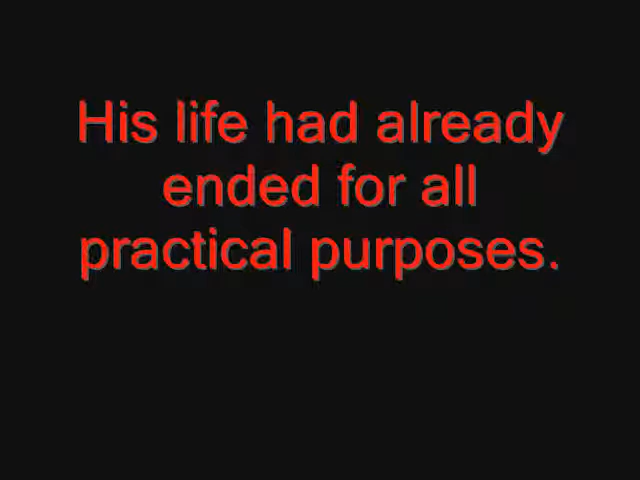 His life had already
ended for all
practical purposes.